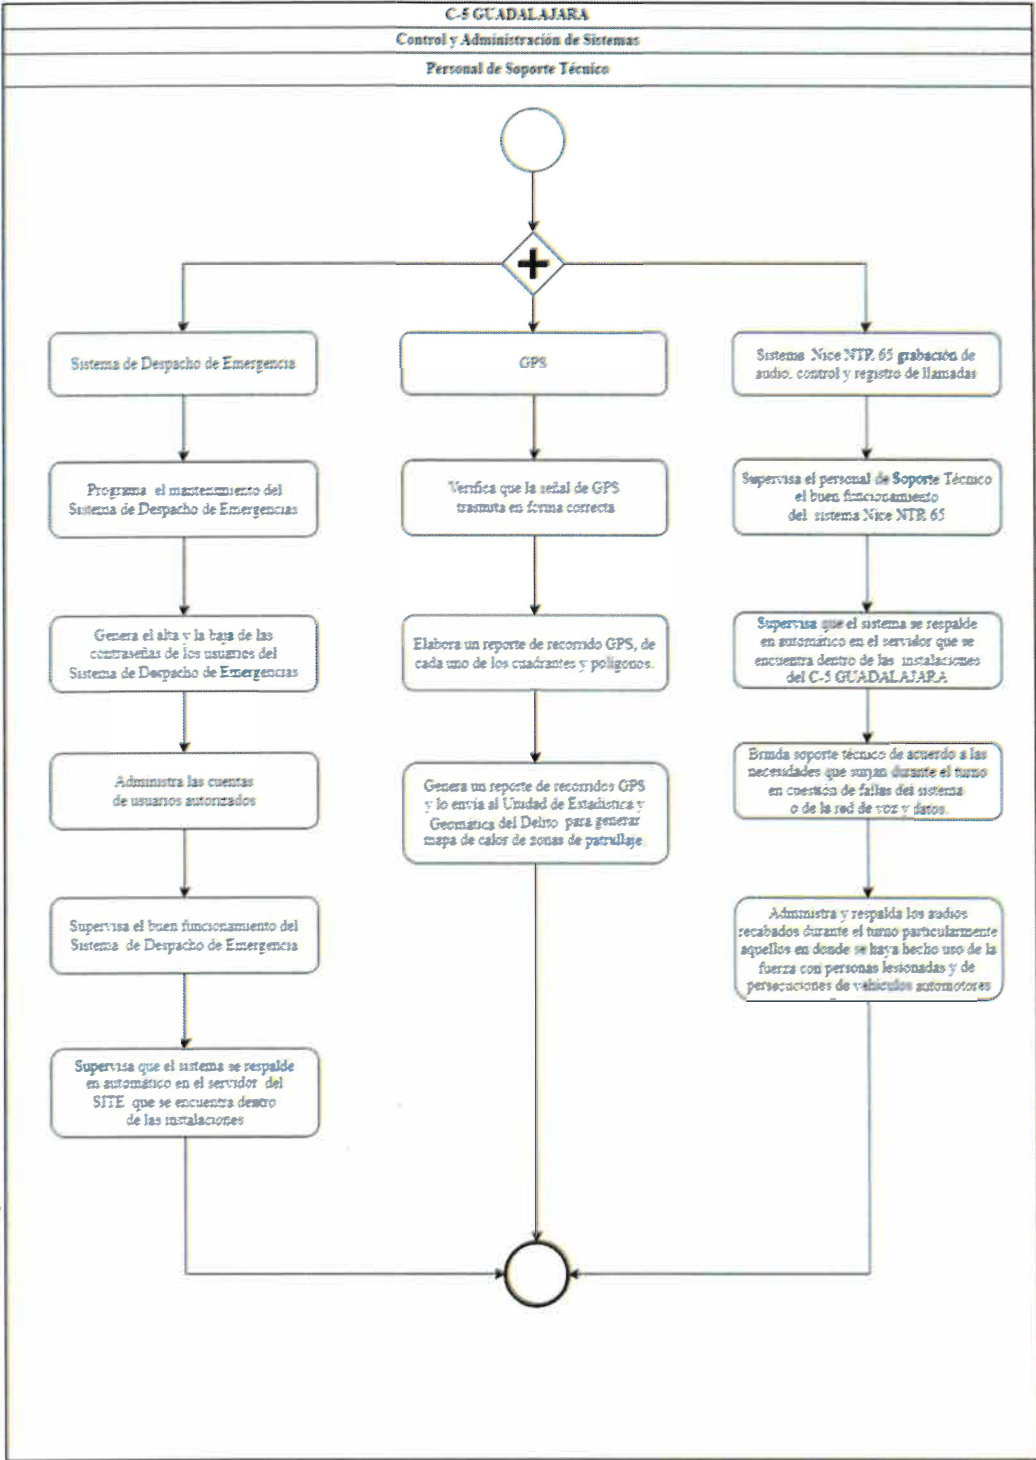 C-5 GUADALAJARA
Control y Administración de Sistemas
Personal de Soporte Técnico
Sistema de Despacho de Emergencia
Programa el mantenimiento del
Sistema de Despacho de Emergencias
Genera el alta y la baja de las
contraseñas de los usuarios del
Sistema de Despacho de Emergencias
Administra las cuentas
de usuarios autorizados
Supervisa el buen funcionamiento del
Sistema de Despacho de Emergencia
Supervisa que el sistema se respalde
en automático en el servidor del
SITE que se encuentra dentro
de las instalaciones
GPS
Verifica que la señal de GPS
trasmita en forma correcta
Elabora un reporte de recorrido GPS, de
cada uno de los cuadrantes y polígonos.
Genera un reporte de recorridos GPS
y lo envía al Unidad de Estadística y
Geomática del Delito para generar
mapa de calor de zonas de patrullaje.
Sistema Nice NTR 65 grabación de
audio, control y registro de llamadas
Supervisa el personal de Soporte Técnico
el buen funcionamiento
del sistema Nice NTR 65
Supervisa que el sistema se respalde
en automático en el servidor que se
encuentra dentro de las instalaciones
del C-5 GUADALAJARA
Brinda soporte técnico de acuerdo a las
necesidades que surjan durante el turno
en cuestión de fallas del sistema
o de la red de voz y datos.
Administra y respalda los audios
recabados durante el turno particularmente
aquellos en donde se haya hecho uso de la
fuerza con personas lesionadas y de
persecuciones de vehículos automotores